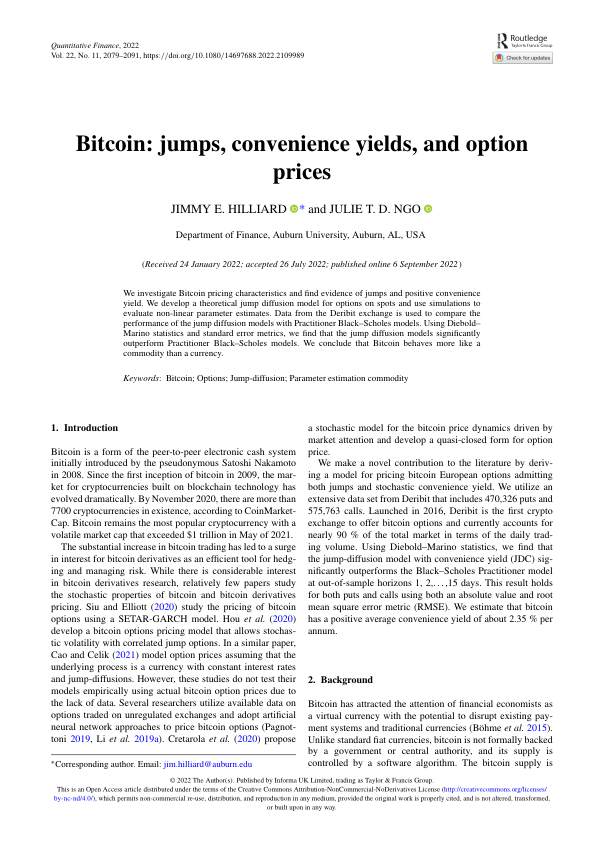 Quantitative Finance, 2022
Vol. 22, No. 11, 2079–2091, https://doi.org/10.1080/14697688.2022.2109989
Routledge
Taylor & Francis Group
Check for updates
Bitcoin: jumps, convenience yields, and option
prices
JIMMY E. HILLIARD * and JULIE T. D. NGO
Department of Finance, Auburn University, Auburn, AL, USA
(Received 24 January 2022; accepted 26 July 2022; published online 6 September 2022)
We investigate Bitcoin pricing characteristics and find evidence of jumps and positive convenience
yield. We develop a theoretical jump diffusion model for options on spots and use simulations to
evaluate non-linear parameter estimates. Data from the Deribit exchange is used to compare the
performance of the jump diffusion models with Practitioner Black–Scholes models. Using Diebold–
Marino statistics and standard error metrics, we find that the jump diffusion models significantly
outperform Practitioner Black–Scholes models. We conclude that Bitcoin behaves more like a
commodity than a currency.
Keywords: Bitcoin; Options; Jump-diffusion; Parameter estimation commodity
1. Introduction
Bitcoin is a form of the peer-to-peer electronic cash system
initially introduced by the pseudonymous Satoshi Nakamoto
in 2008. Since the first inception of bitcoin in 2009, the mar-
ket for cryptocurrencies built on blockchain technology has
evolved dramatically. By November 2020, there are more than
7700 cryptocurrencies in existence, according to CoinMarket-
Cap. Bitcoin remains the most popular cryptocurrency with a
volatile market cap that exceeded $1 trillion in May of 2021.
The substantial increase in bitcoin trading has led to a surge
in interest for bitcoin derivatives as an efficient tool for hedg-
ing and managing risk. While there is considerable interest
in bitcoin derivatives research, relatively few papers study
the stochastic properties of bitcoin and bitcoin derivatives
pricing. Siu and Elliott (2020) study the pricing of bitcoin
options using a SETAR-GARCH model. Hou et al. (2020)
develop a bitcoin options pricing model that allows stochas-
tic volatility with correlated jump options. In a similar paper,
Cao and Celik (2021) model option prices assuming that the
underlying process is a currency with constant interest rates
and jump-diffusions. However, these studies do not test their
models empirically using actual bitcoin option prices due to
the lack of data. Several researchers utilize available data on
options traded on unregulated exchanges and adopt artificial
neural network approaches to price bitcoin options (Pagnot-
toni 2019, Li et al. 2019a). Cretarola et al. (2020) propose
*Corresponding author. Email: jim.hilliard@auburn.edu
a stochastic model for the bitcoin price dynamics driven by
market attention and develop a quasi-closed form for option
price.
We make a novel contribution to the literature by deriv-
ing a model for pricing bitcoin European options admitting
both jumps and stochastic convenience yield. We utilize an
extensive data set from Deribit that includes 470,326 puts and
575,763 calls. Launched in 2016, Deribit is the first crypto
exchange to offer bitcoin options and currently accounts for
nearly 90 % of the total market in terms of the daily trad-
ing volume. Using Diebold–Marino statistics, we find that
the jump-diffusion model with convenience yield (JDC) sig-
nificantly outperforms the Black–Scholes Practitioner model
at out-of-sample horizons 1, 2,...,15 days. This result holds
for both puts and calls using both an absolute value and root
mean square error metric (RMSE). We estimate that bitcoin
has a positive average convenience yield of about 2.35 % per
annum.
2. Background
Bitcoin has attracted the attention of financial economists as
a virtual currency with the potential to disrupt existing pay-
ment systems and traditional currencies (Böhme et al. 2015).
Unlike standard fiat currencies, bitcoin is not formally backed
by a government or central authority, and its supply is
controlled by a software algorithm. The bitcoin supply is
© 2022 The Author(s). Published by Informa UK Limited, trading as Taylor & Francis Group.
This is an Open Access article distributed under the terms of the Creative Commons Attribution-NonCommercial-NoDerivatives License (http://creativecommons.org/licenses/
by-nc-nd/4.0/), which permits non-commercial re-use, distribution, and reproduction in any medium, provided the original work is properly cited, and is not altered, transformed,
or built upon in any way.